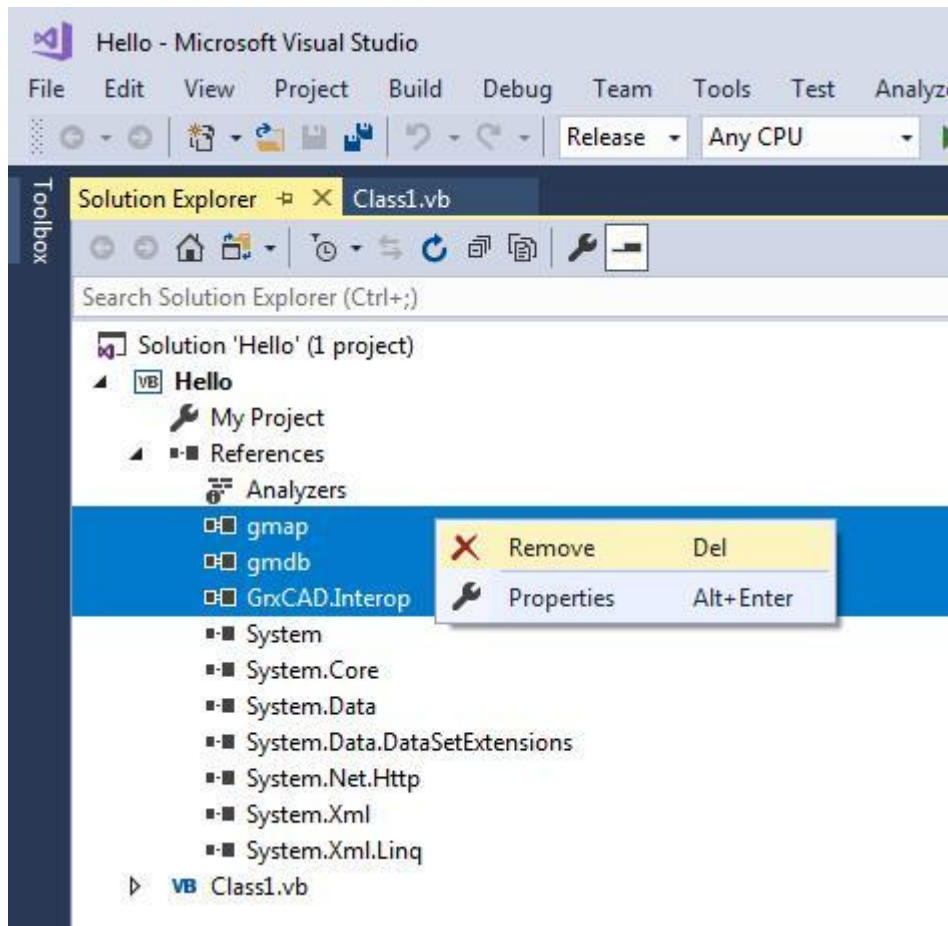 Hello - Microsoft Visual Studio
File Edit View Project Build Debug Team Tools Test Analyze
Release Any CPU
Toolbox
Solution Explorer Class1.vb
Search Solution Explorer (Ctrl+;)
Solution 'Hello' (1 project)
VB Hello
My Project
References
Analyzers
gmap
Remove Del
gmdb
Properties Alt+Enter
GrxCAD.Interop
System
System.Core
System.Data
System.Data.DataSetExtensions
System.Net.Http
System.Xml
System.Xml.Linq
VB Class1.vb